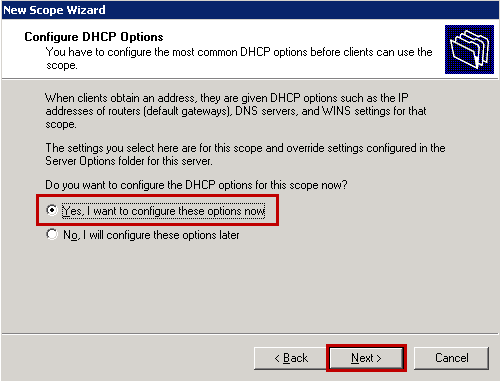 New Scope Wizard
Configure DHCP Options
You have to configure the most common DHCP options before clients can use the
scope.
When clients obtain an address, they are given DHCP options such as the IP
addresses of routers (default gateways), DNS servers, and WINS settings for that
scope.
The settings you select here are for this scope and override settings configured in the
Server Options folder for this server.
Do you want to configure the DHCP options for this scope now?
Yes, I want to configure these options now
No, I will configure these options later
< Back
Next >
Cancel